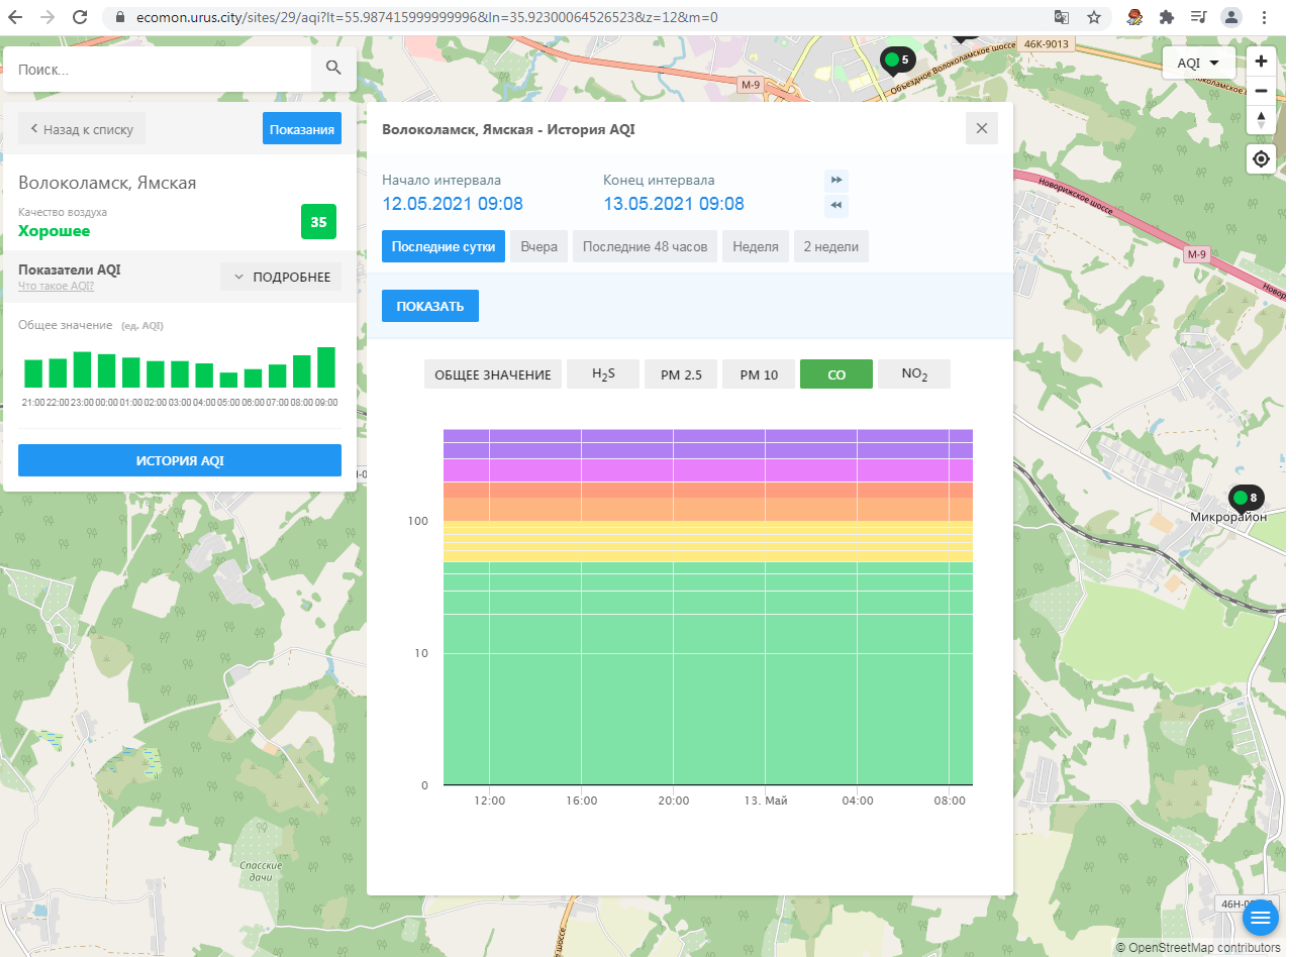 ecomon.urus.city/sites/29/aqi?lt=55.987415999999996&ln=35.92300064526523&z=12&m=0
Поиск...
46К-9013
5
Объездное Волоколамское шоссе
M-9
AQI
Назад к списку
Показания
Волоколамск, Ямская - История AQI
Волоколамск, Ямская
Качество воздуха
Хорошее
35
Начало интервала
Конец интервала
12.05.2021 09:08
13.05.2021 09:08
Новорижское шоссе
M-9
Последние сутки
Вчера
Последние 48 часов
Неделя
2 недели
Показатели AQI
Что такое AQI?
ПОДРОБНЕЕ
ПОКАЗАТЬ
Общее значение (ед. AQI)
21:00 22:00 23:00 00:00 01:00 02:00 03:00 04:00 05:00 06:00 07:00 08:00 09:00
ИСТОРИЯ AQI
ОБЩЕЕ ЗНАЧЕНИЕ
H2S
PM 2.5
PM 10
CO
NO2
100
10
0
12:00
16:00
20:00
13. Май
04:00
08:00
8
Микрорайон
Спасские
дачи
© OpenStreetMap contributors